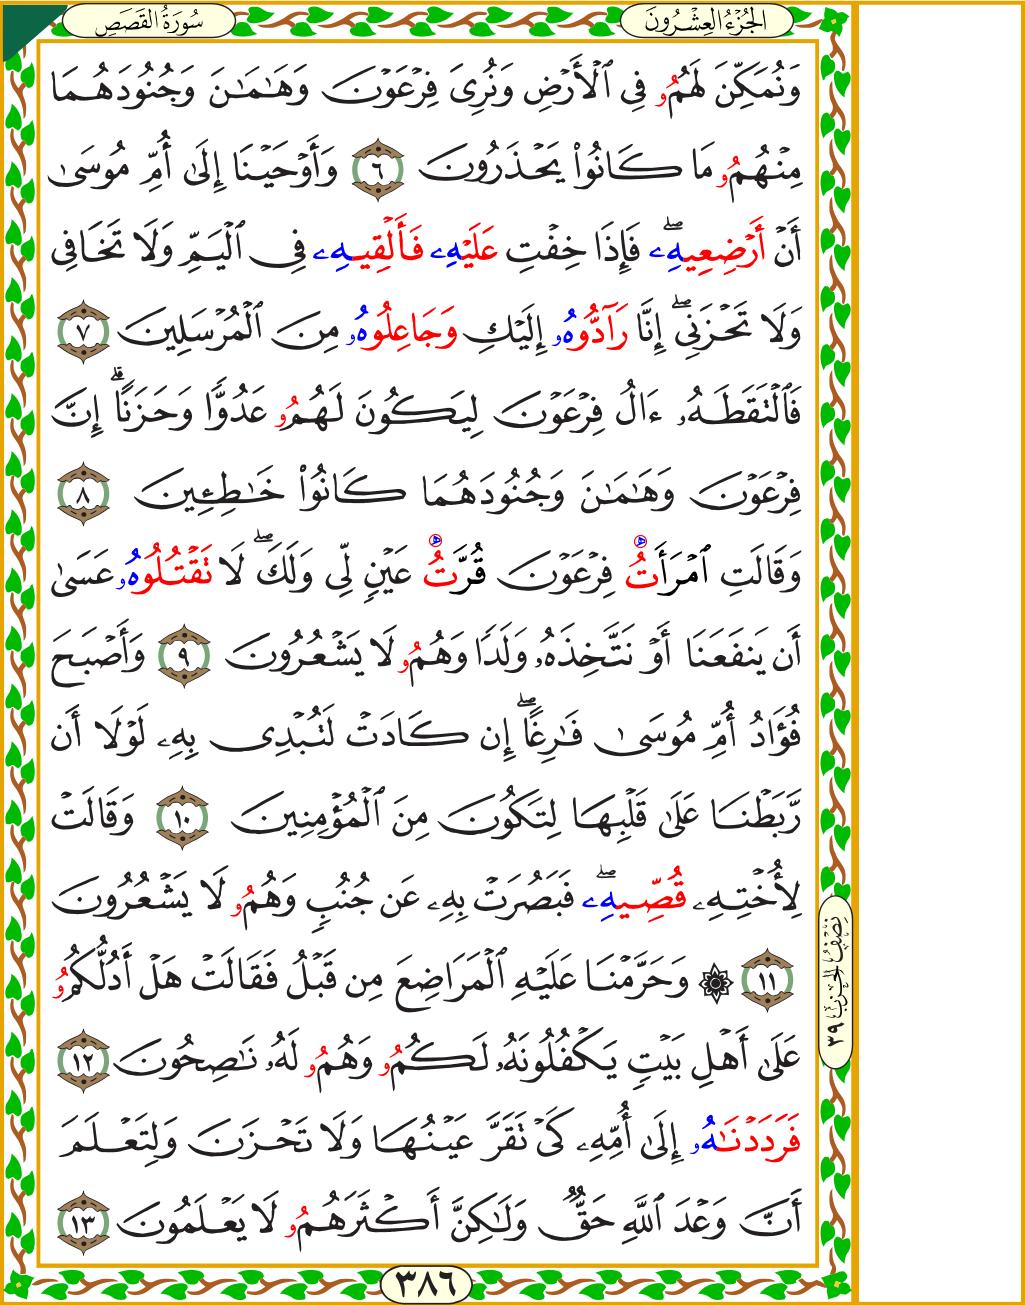 الجُزْءُ العِشْرُونَ
سُورَةُ القَصَصِ
وَنُمَكِّنَ لَهُمُۥ فِي ٱلْأَرْضِ وَنُرِيَ فِرْعَوْنَ وَهَٰمَٰنَ وَجُنُودَهُمَا
مِنْهُمُۥ مَا كَانُوا۟ يَحْذَرُونَ ٦ وَأَوْحَيْنَا إِلَىٰ أُمِّ مُوسَىٰ
أَنْ أَرْضِعِيهِۦۖ فَإِذَا خِفْتِ عَلَيْهِۦ فَأَلْقِيهِۦ فِي ٱلْيَمِّ وَلَا تَخَافِي
وَلَا تَحْزَنِيۖ إِنَّا رَآدُّوهُۥ إِلَيْكِ وَجَاعِلُوهُۥ مِنَ ٱلْمُرْسَلِينَ ٧
فَٱلْتَقَطَهُۥ ءَالُ فِرْعَوْنَ لِيَكُونَ لَهُمُۥ عَدُوًّا وَحَزَنًاۗ إِنَّ
فِرْعَوْنَ وَهَٰمَٰنَ وَجُنُودَهُمَا كَانُوا۟ خَٰطِـِٔينَ ٨
وَقَالَتِ ٱمْرَأَتُ فِرْعَوْنَ قُرَّتُ عَيْنٍ لِّي وَلَكَۖ لَا تَقْتُلُوهُۥ عَسَىٰ
أَن يَنفَعَنَا أَوْ نَتَّخِذَهُۥ وَلَدًا وَهُمُۥ لَا يَشْعُرُونَ ٩ وَأَصْبَحَ
فُؤَادُ أُمِّ مُوسَىٰ فَٰرِغًاۖ إِن كَادَتْ لَتُبْدِي بِهِۦ لَوْلَا أَن
رَّبَطْنَا عَلَىٰ قَلْبِهَا لِتَكُونَ مِنَ ٱلْمُؤْمِنِينَ ١٠ وَقَالَتْ
لِأُخْتِهِۦ قُصِّيهِۦۖ فَبَصُرَتْ بِهِۦ عَن جُنُبٍ وَهُمُۥ لَا يَشْعُرُونَ
١١ ۞ وَحَرَّمْنَا عَلَيْهِ ٱلْمَرَاضِعَ مِن قَبْلُ فَقَالَتْ هَلْ أَدُلُّكُمُۥ
عَلَىٰ أَهْلِ بَيْتٍ يَكْفُلُونَهُۥ لَكُمُۥ وَهُمُۥ لَهُۥ نَٰصِحُونَ ١٢
فَرَدَدْنَٰهُۥ إِلَىٰ أُمِّهِۦ كَيْ تَقَرَّ عَيْنُهَا وَلَا تَحْزَنَ وَلِتَعْلَمَ
أَنَّ وَعْدَ ٱللَّهِ حَقٌّ وَلَٰكِنَّ أَكْثَرَهُمُۥ لَا يَعْلَمُونَ ١٣
نِصْفُ الحِزْبِ ٣٩
٣٨٦